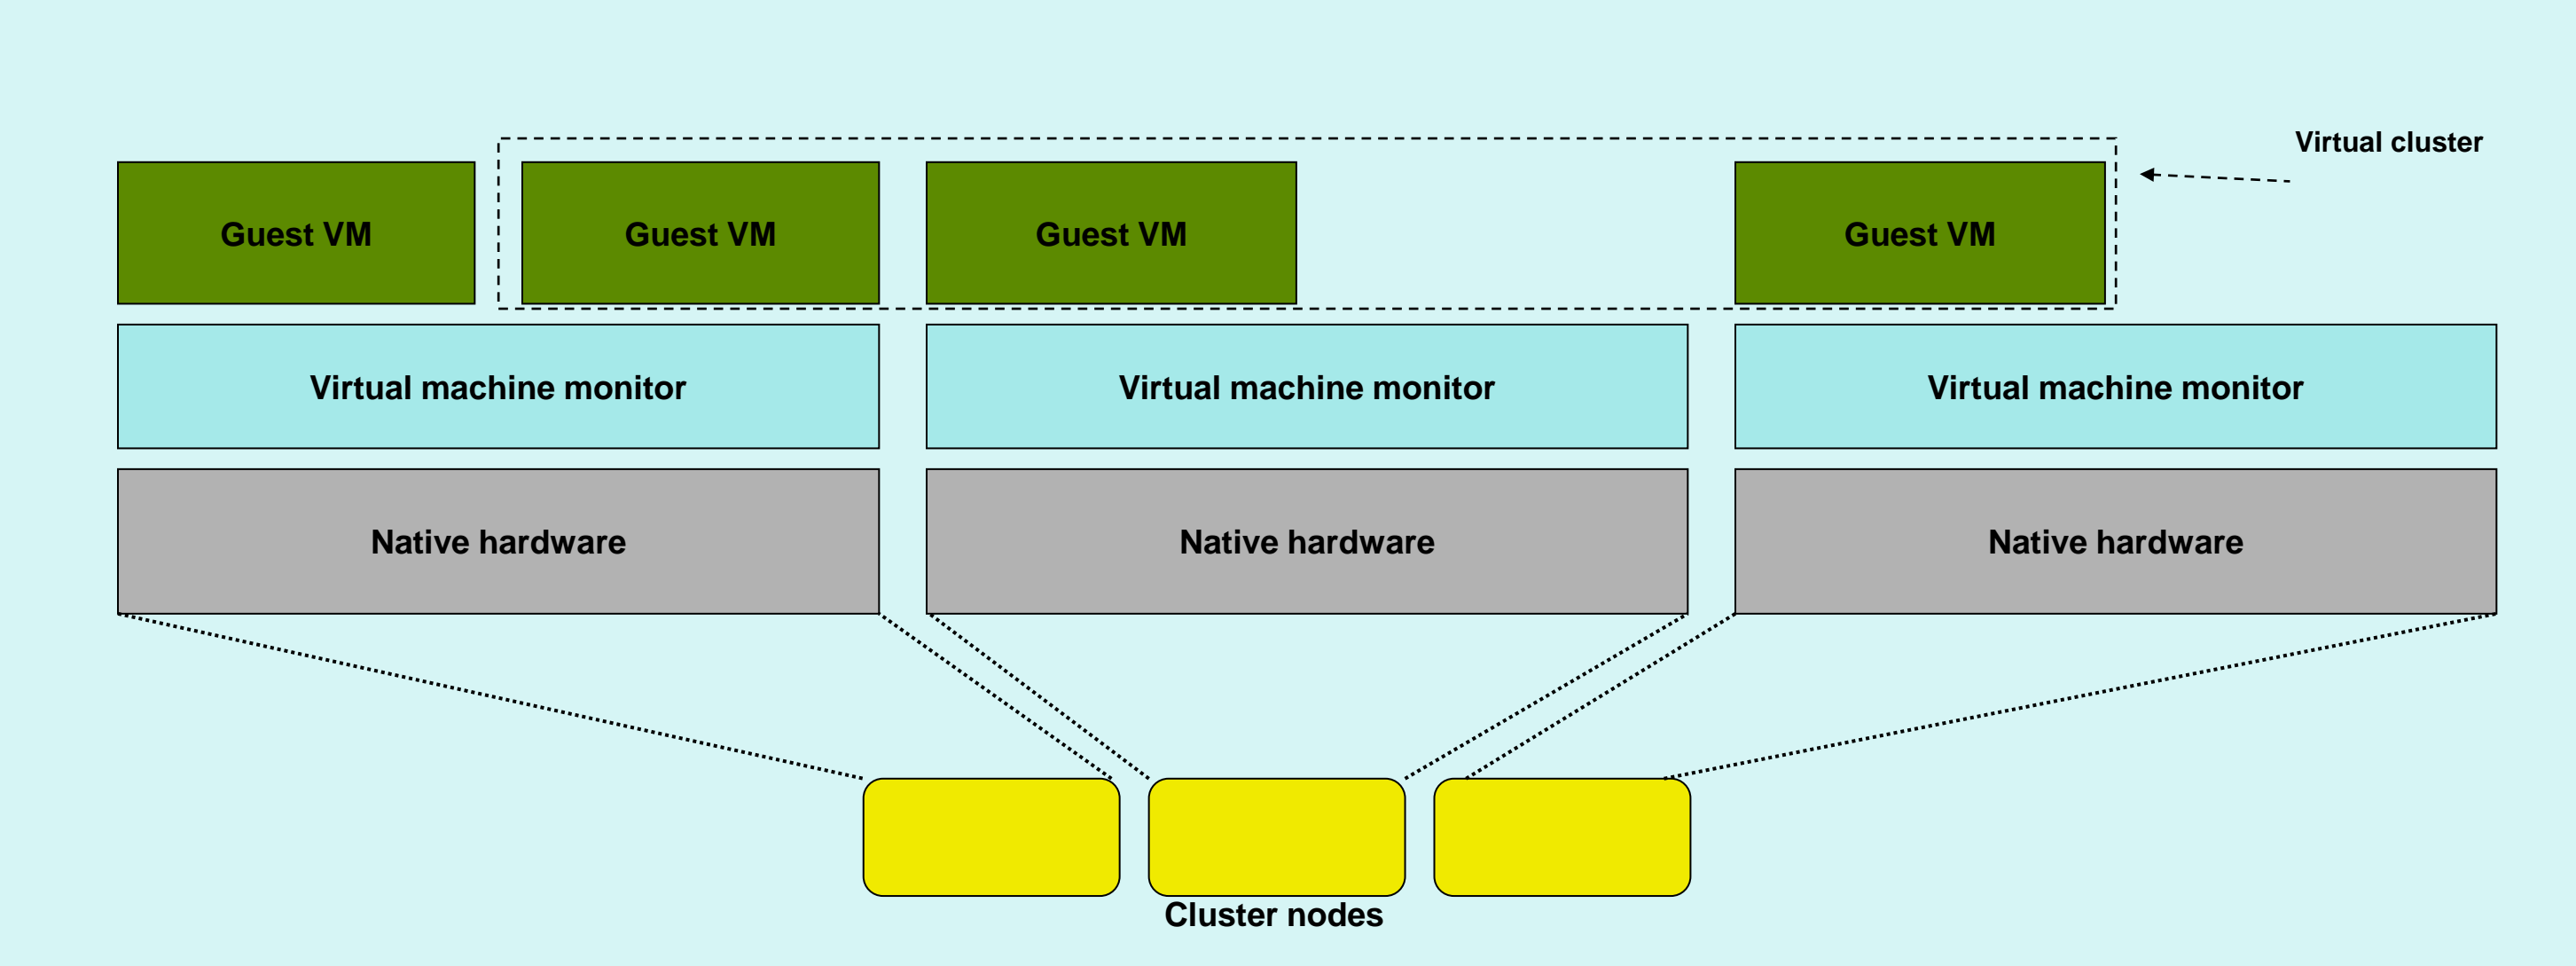 Virtual cluster
Guest VM
Guest VM
Guest VM
Guest VM
Virtual machine monitor
Virtual machine monitor
Virtual machine monitor
Native hardware
Native hardware
Native hardware
Cluster nodes